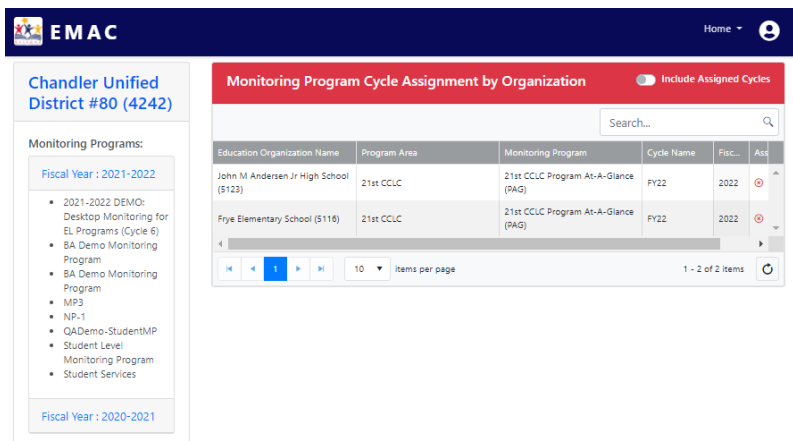 EMAC
Home
Chandler Unified
District #80 (4242)
Monitoring Programs:
Fiscal Year : 2021-2022
2021-2022 DEMO:
Desktop Monitoring for
EL Programs (Cycle 6)
BA Demo Monitoring
Program
BA Demo Monitoring
Program
MP3
NP-1
QADemo-StudentMP
Student Level
Monitoring Program
Student Services
Fiscal Year : 2020-2021
Monitoring Program Cycle Assignment by Organization
Include Assigned Cycles
Search...
Education Organization Name Program Area Monitoring Program Cycle Name Fisc... Ass
John M Andersen Jr High School 21st CCLC 21st CCLC Program At-A-Glance FY22 2022
(5123) (PAG)
Frye Elementary School (5116) 21st CCLC 21st CCLC Program At-A-Glance FY22 2022
(PAG)
1 10 items per page 1 - 2 of 2 items